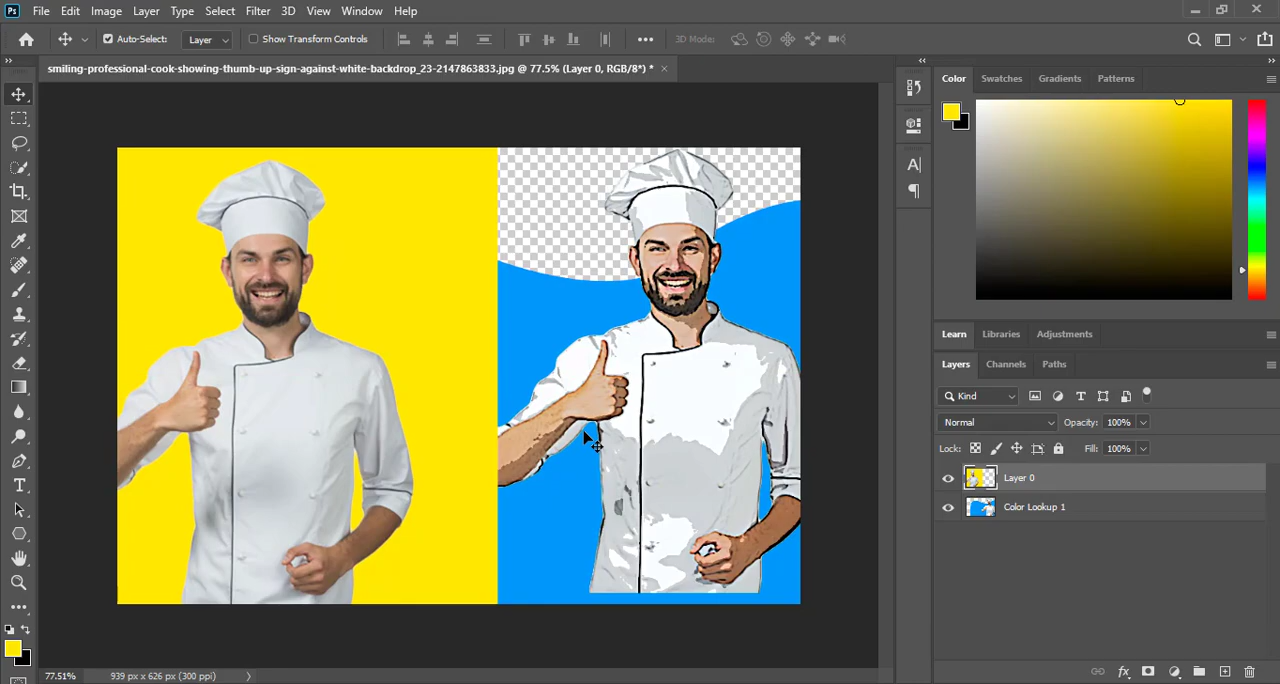 Ps File Edit Image Layer Type Select Filter 3D View Window Help
Auto-Select: Layer Show Transform Controls 3D Mode:
smiling-professional-cook-showing-thumb-up-sign-against-white-backdrop_23-2147863833.jpg @ 77.5% (Layer 0, RGB/8*) *
Color Swatches Gradients Patterns
Learn Libraries Adjustments
Layers Channels Paths
Kind
Normal Opacity: 100%
Lock: Fill: 100%
Layer 0
Color Lookup 1
77.51% 939 px x 626 px (300 ppi)